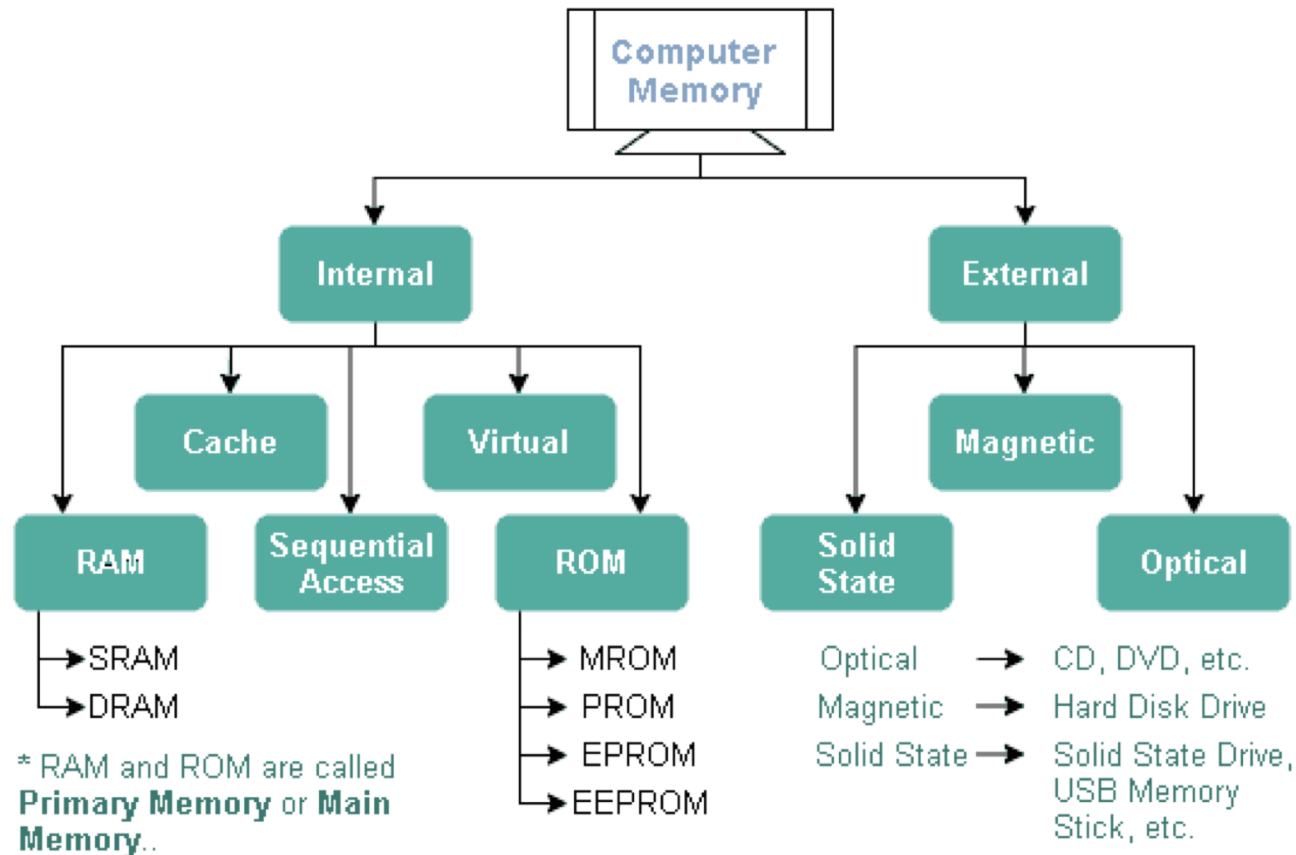 Computer
Memory
Internal
External
Cache
Virtual
Magnetic
RAM
Sequential
Access
ROM
Solid
State
Optical
SRAM
DRAM
* RAM and ROM are called
Primary Memory or Main
Memory..
MROM
PROM
EPROM
EEPROM
Optical CD, DVD, etc.
Magnetic Hard Disk Drive
Solid State Solid State Drive,
USB Memory
Stick, etc.